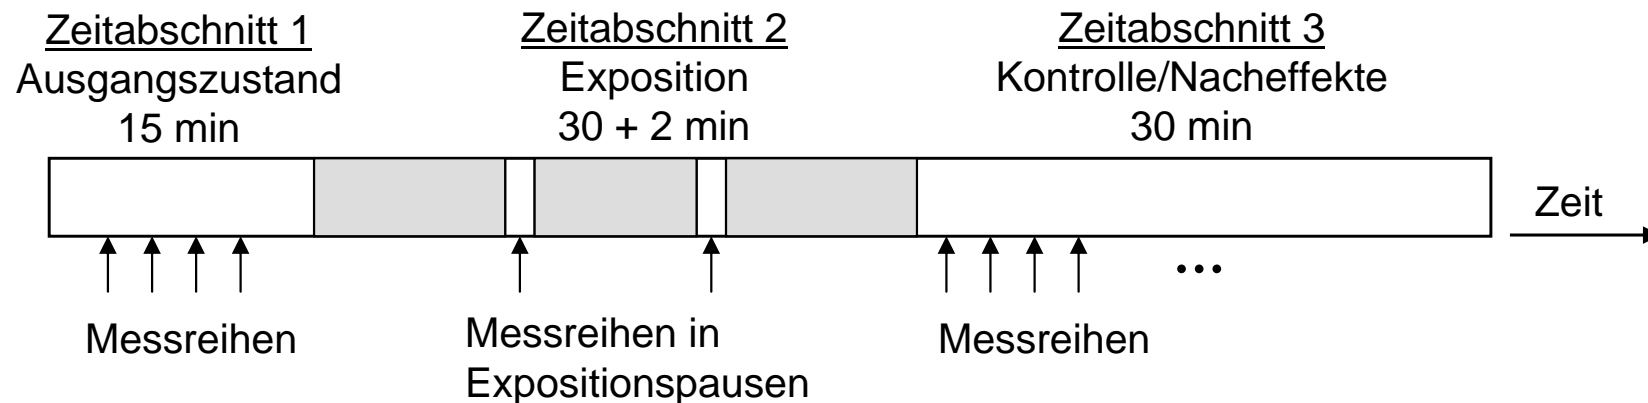 Zeitabschnitt 1
Ausgangszustand
15 min
Zeitabschnitt 2
Exposition
30 + 2 min
Zeitabschnitt 3
Kontrolle/Nacheffekte
30 min
Zeit
...
Messreihen
Messreihen in
Expositionspausen
Messreihen